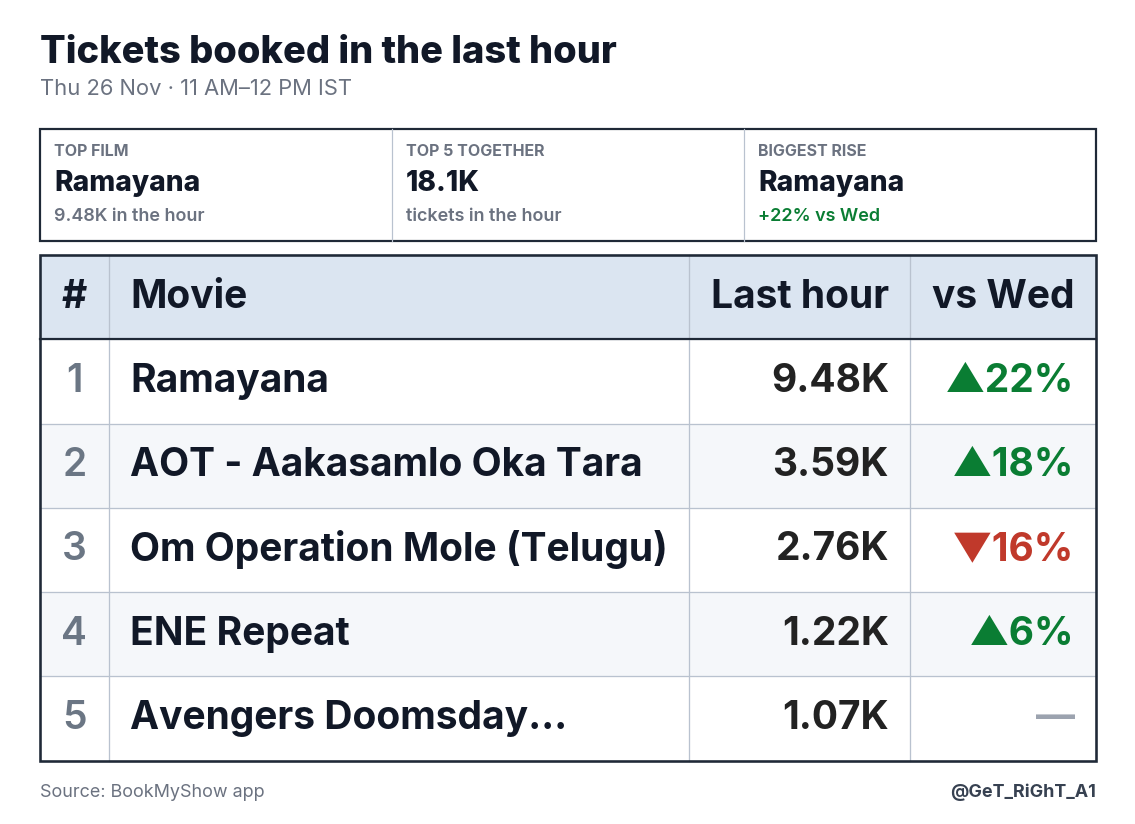 Tickets booked in the last hour
Thu 26 Nov · 11 AM–12 PM IST
TOP FILM
Ramayana
9.48K in the hour
TOP 5 TOGETHER
18.1K
tickets in the hour
BIGGEST RISE
Ramayana
+22% vs Wed
# Movie Last hour vs Wed
1 Ramayana 9.48K ▲22%
2 AOT - Aakasamlo Oka Tara 3.59K ▲18%
3 Om Operation Mole (Telugu) 2.76K ▼16%
4 ENE Repeat 1.22K ▲6%
5 Avengers Doomsday... 1.07K —
Source: BookMyShow app
@GeT_RiGhT_A1